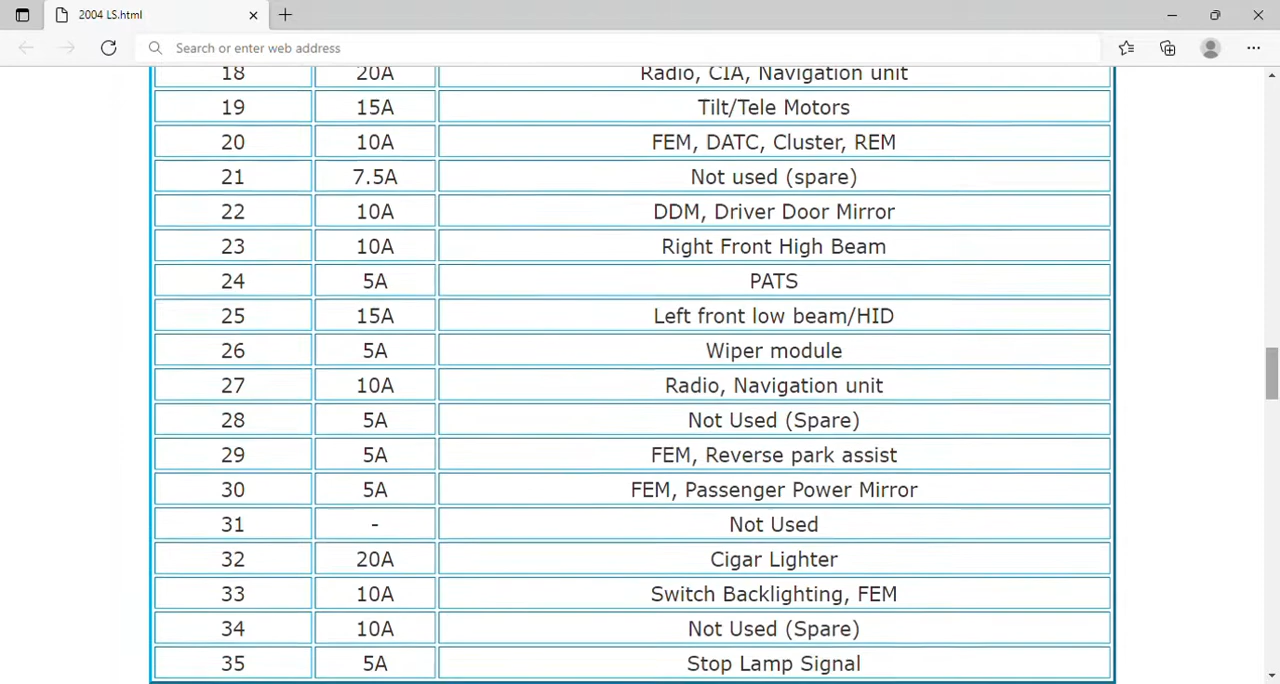 2004 LS.html
Search or enter web address
18 20A Radio, CIA, Navigation unit
19 15A Tilt/Tele Motors
20 10A FEM, DATC, Cluster, REM
21 7.5A Not used (spare)
22 10A DDM, Driver Door Mirror
23 10A Right Front High Beam
24 5A PATS
25 15A Left front low beam/HID
26 5A Wiper module
27 10A Radio, Navigation unit
28 5A Not Used (Spare)
29 5A FEM, Reverse park assist
30 5A FEM, Passenger Power Mirror
31 - Not Used
32 20A Cigar Lighter
33 10A Switch Backlighting, FEM
34 10A Not Used (Spare)
35 5A Stop Lamp Signal